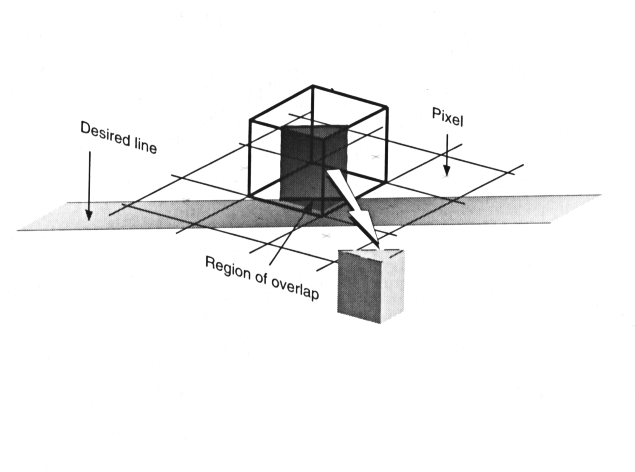 Desired line
Pixel
Region of overlap